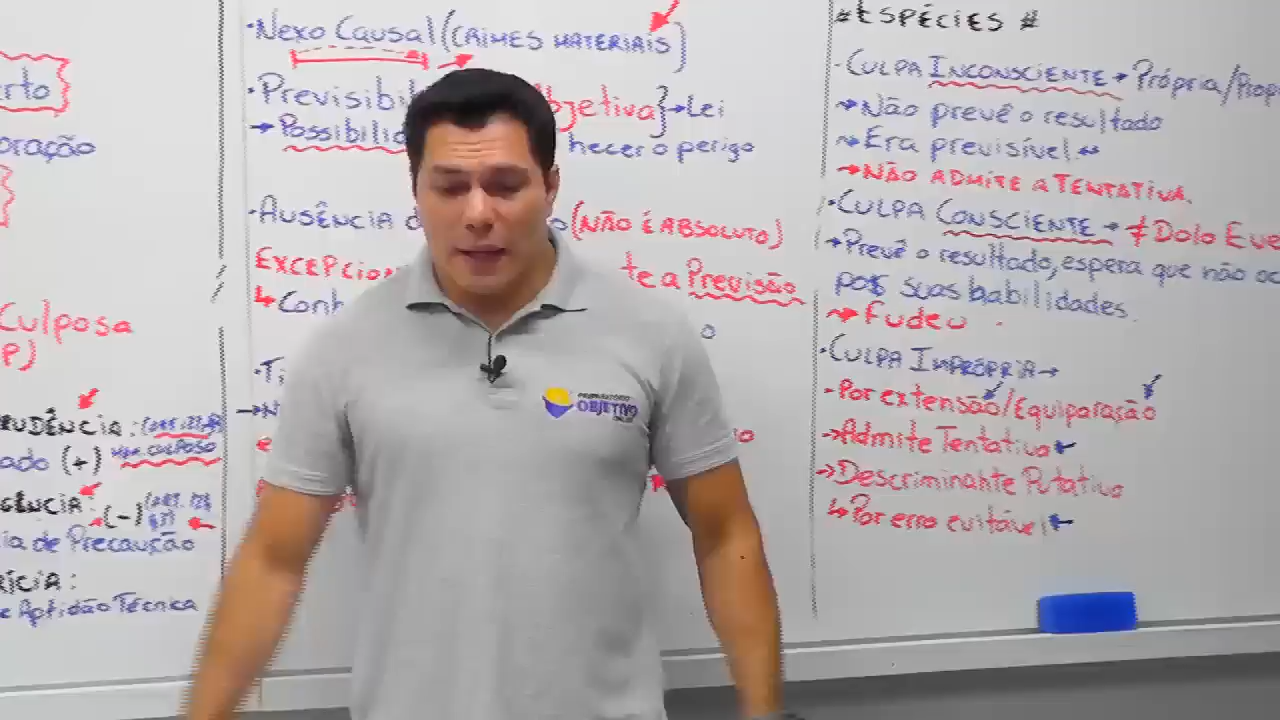 erto
oração
Culposa
P)
RUDÊNCIA:
ado (+)
GÊNCIA:
(-)
ia de Precaução
RÍCIA:
e Aptidão Técnica
• Nexo Causal (CRIMES MATERIAIS)
• Previsibil bjetiva} → Lei
→ Possibilid hecer o perigo
• AUSÊNCIA d o (NÃO É ABSOLUTO)
EXCEPCION te a Previsão
↳ Conh o
# ESPÉCIES #
• CULPA INCONSCIENTE → Própria/Prop
→ Não prevê o resultado
→ Era previsível.
→ NÃO ADMITE A TENTATIVA.
• CULPA CONSCIENTE → ≠ Dolo Eve
→ Prevê o resultado, espera que não oc
por suas habilidades.
→ Fudeu.
• CULPA IMPRÓPRIA →
- Por extensão/Equiparação
→ Admite Tentativa
→ Descriminante Putativa
↳ Por erro evitável
OBJETIVO